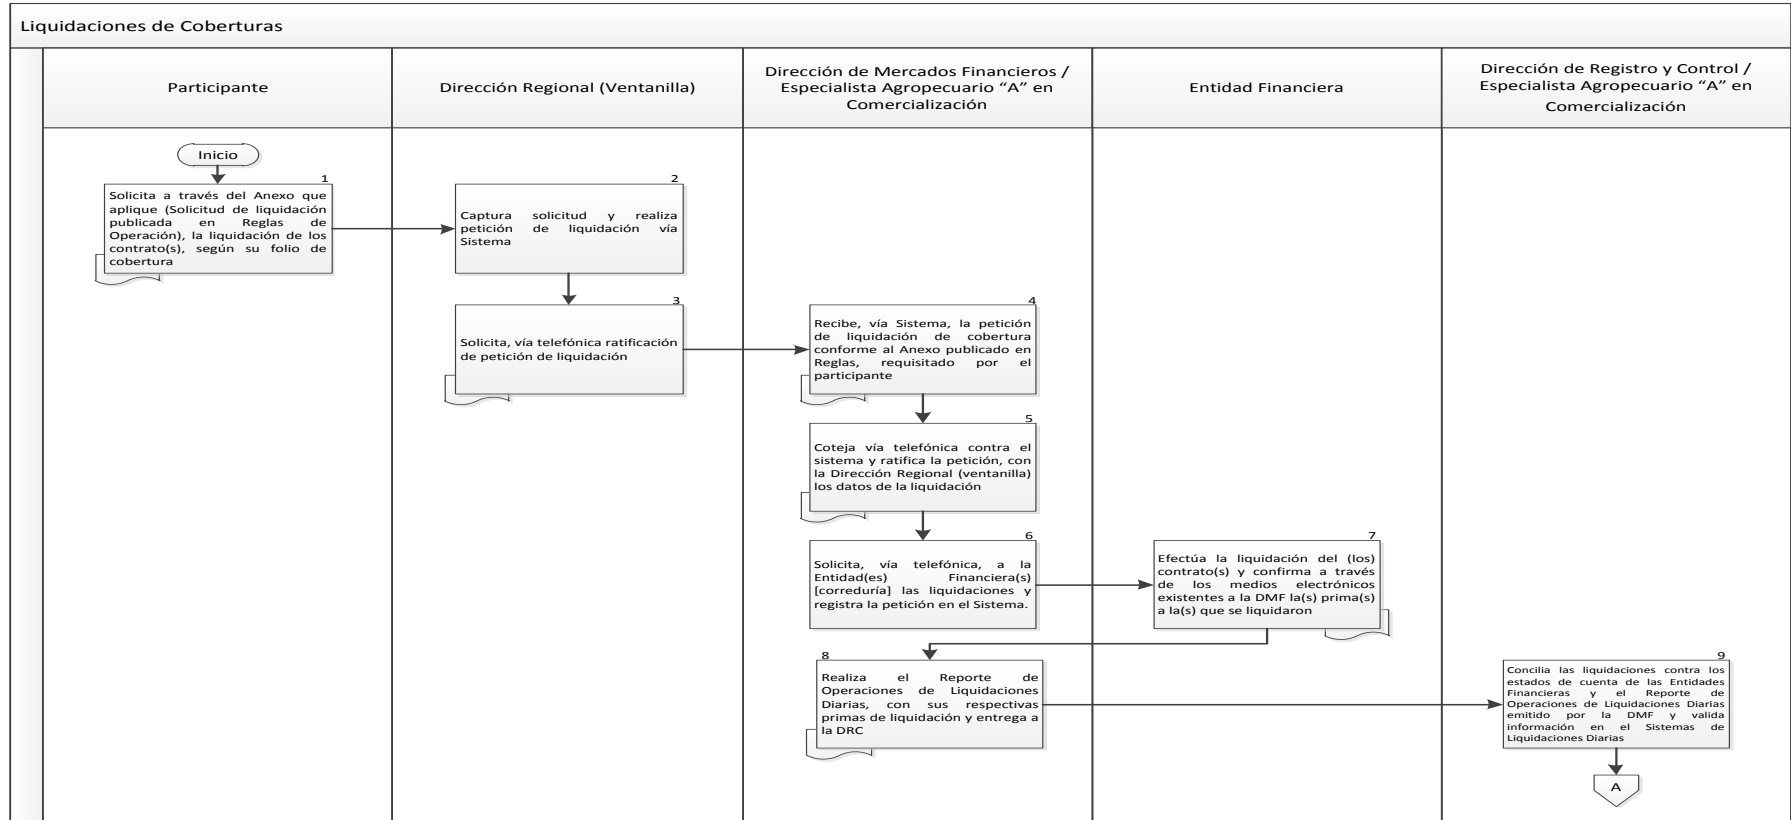 Liquidaciones de Coberturas
Participante
Dirección Regional (Ventanilla)
Dirección de Mercados Financieros /
Especialista Agropecuario “A” en
Comercialización
Entidad Financiera
Dirección de Registro y Control /
Especialista Agropecuario “A” en
Comercialización
Inicio
1
Solicita a través del Anexo que
aplique (Solicitud de liquidación
publicada en Reglas de
Operación), la liquidación de los
contrato(s), según su folio de
cobertura
2
Captura solicitud y realiza
petición de liquidación vía
Sistema
3
Solicita, vía telefónica ratificación
de petición de liquidación
4
Recibe, vía Sistema, la petición
de liquidación de cobertura
conforme al Anexo publicado en
Reglas, requisitado por el
participante
5
Coteja vía telefónica contra el
sistema y ratifica la petición, con
la Dirección Regional (ventanilla)
los datos de la liquidación
6
Solicita, vía telefónica, a la
Entidad(es) Financiera(s)
[correduría] las liquidaciones y
registra la petición en el Sistema.
7
Efectúa la liquidación del (los)
contrato(s) y confirma a través
de los medios electrónicos
existentes a la DMF la(s) prima(s)
a la(s) que se liquidaron
8
Realiza el Reporte de
Operaciones de Liquidaciones
Diarias, con sus respectivas
primas de liquidación y entrega a
la DRC
9
Concilia las liquidaciones contra los
estados de cuenta de las Entidades
Financieras y el Reporte de
Operaciones de Liquidaciones Diarias
emitido por la DMF y valida
información en el Sistemas de
Liquidaciones Diarias
A